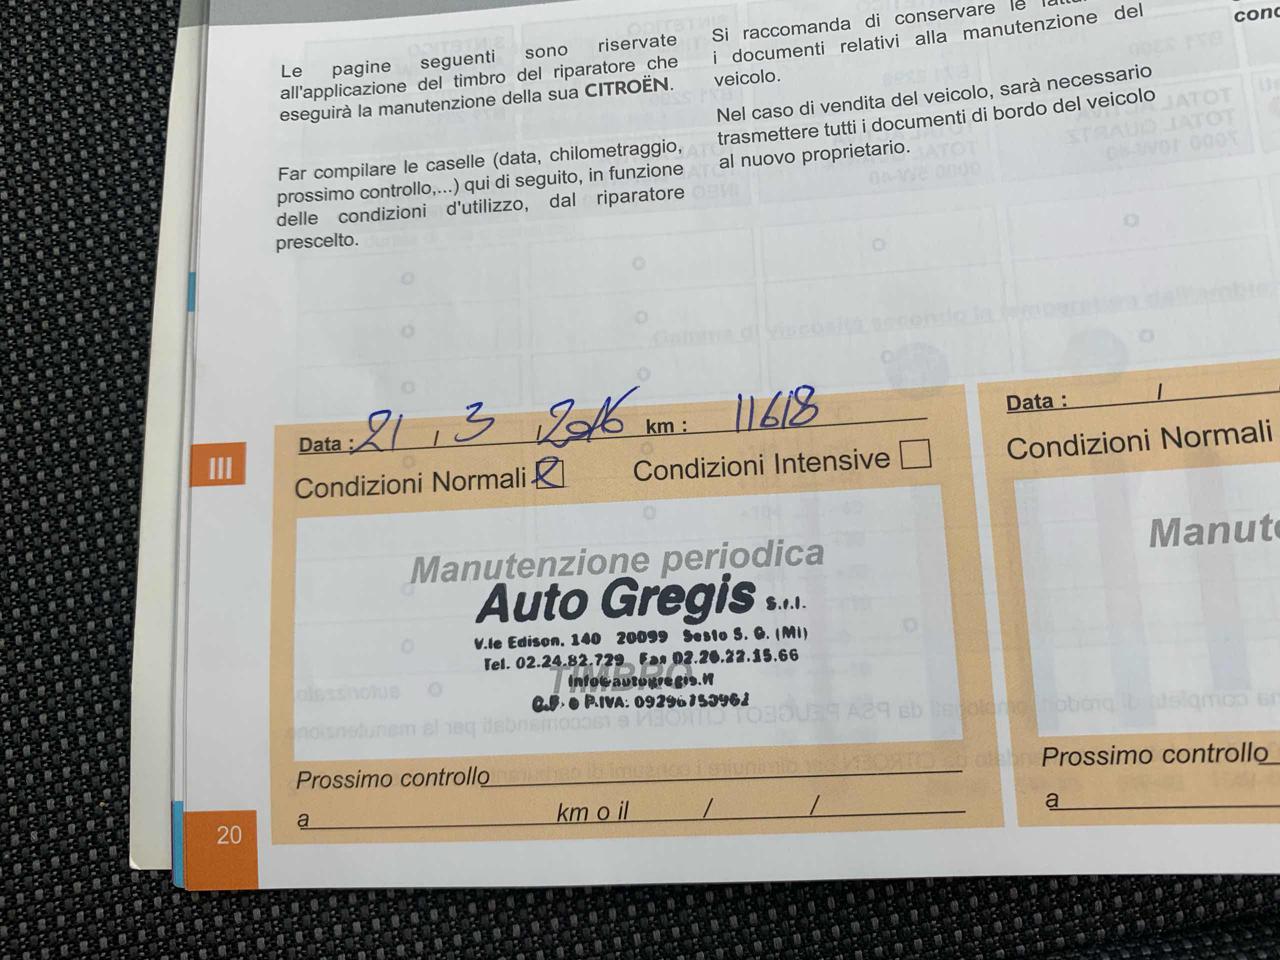 Le pagine seguenti sono riservate
all'applicazione del timbro del riparatore che
eseguirà la manutenzione della sua CITROËN.
Far compilare le caselle (data, chilometraggio,
prossimo controllo,...) qui di seguito, in funzione
delle condizioni d'utilizzo, dal riparatore
prescelto.
Si raccomanda di conservare le
i documenti relativi alla manutenzione del
veicolo.
Nel caso di vendita del veicolo, sarà necessario
trasmettere tutti i documenti di bordo del veicolo
al nuovo proprietario.
III
Data : 21 / 3 / 2016 km : 11618
Condizioni Normali Condizioni Intensive
Manutenzione periodica
Auto Gregis S.r.l.
V.le Edison, 140 20099 Sesto S. G. (MI)
Tel. 02.24.82.729 Fax 02.26.22.15.66
TIMBRO
info@autogregis.it
Prossimo controllo
a km o il / /
Data : /
Condizioni Normali
Prossimo controllo
a
20